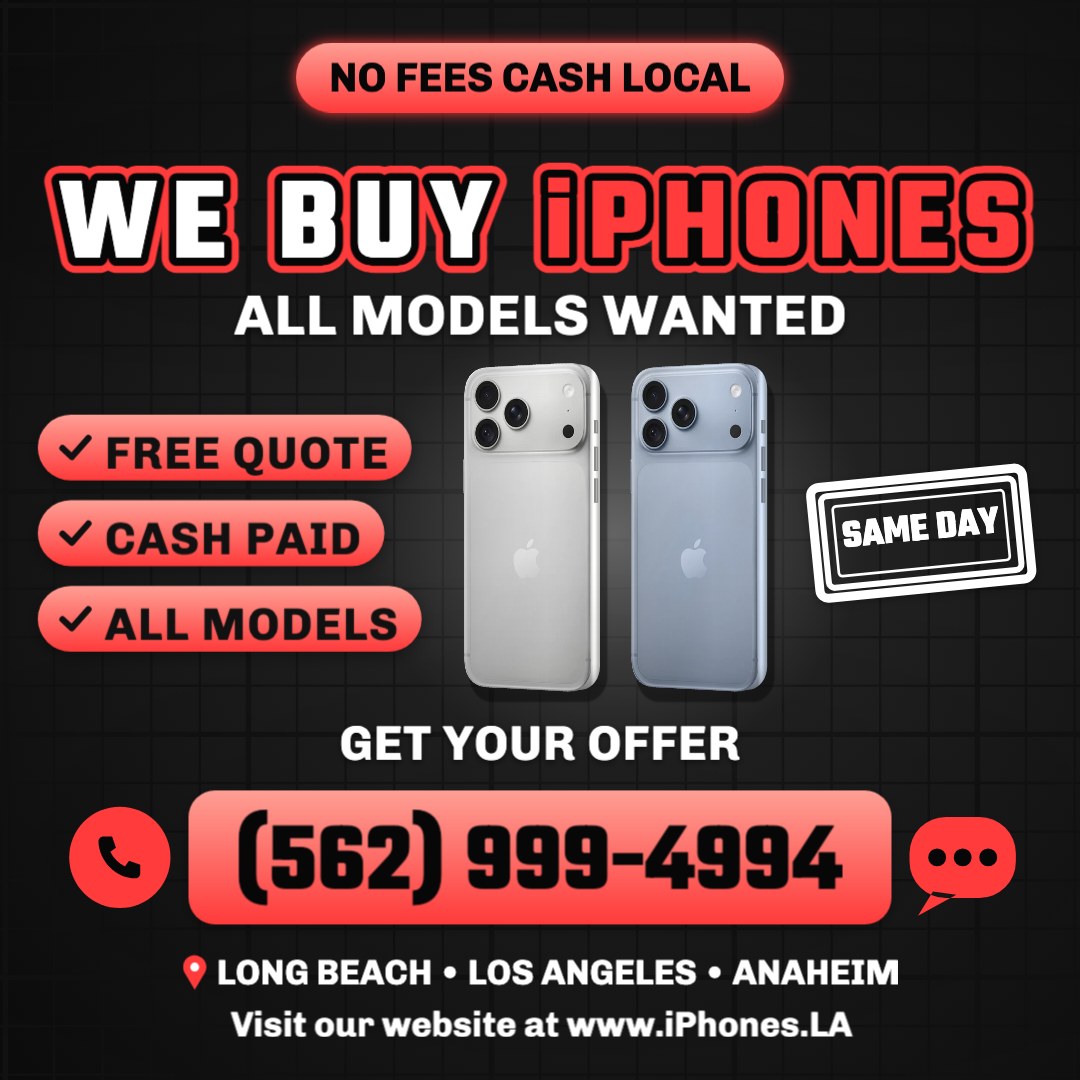 NO FEES CASH LOCAL
WE BUY iPHONES
ALL MODELS WANTED
FREE QUOTE
CASH PAID
ALL MODELS
SAME DAY
GET YOUR OFFER
(562) 999-4994
LONG BEACH • LOS ANGELES • ANAHEIM
Visit our website at www.iPhones.LA